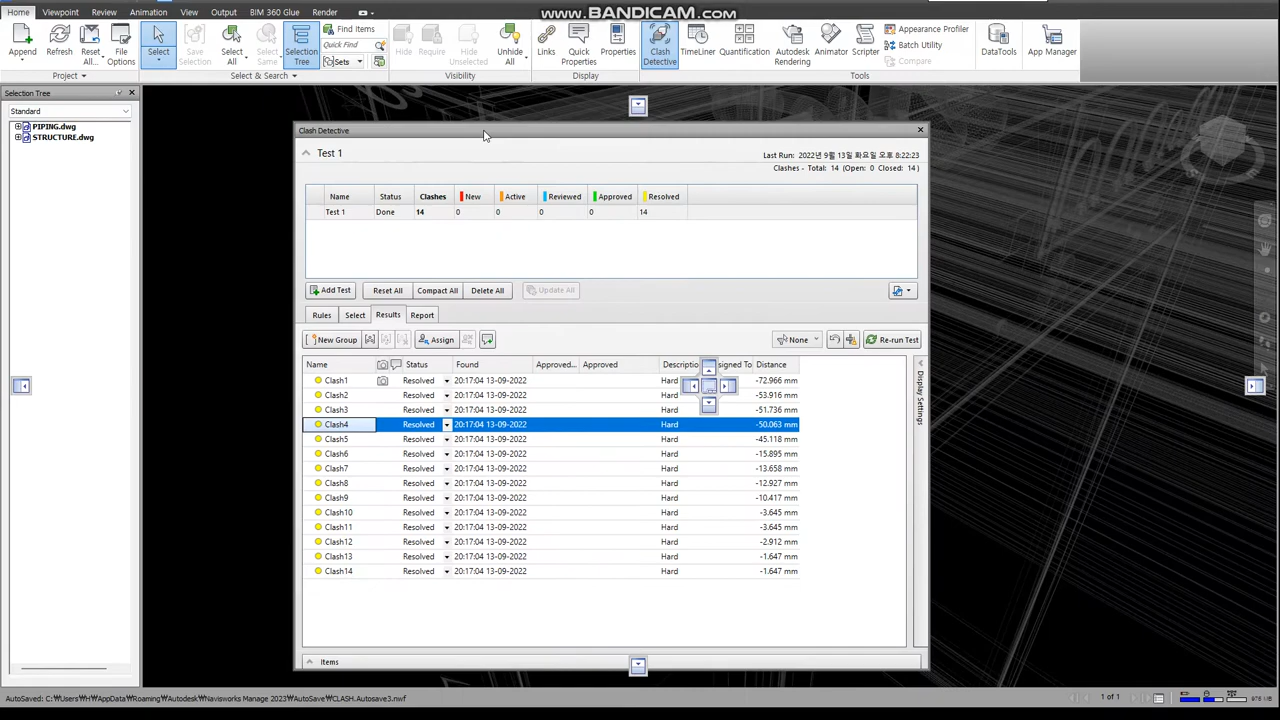 www.BANDICAM.com
Home Viewpoint Review Animation View Output BIM 360 Glue Render
Append Refresh Reset All... File Options Select Save Selection Select All Select Same Selection Tree Find Items Quick Find Sets Hide Require Hide Unselected Unhide All Links Quick Properties Properties Clash Detective TimeLiner Quantification Autodesk Rendering Animator Scripter Appearance Profiler Batch Utility Compare DataTools App Manager
Project Select & Search Visibility Display Tools
Selection Tree
Standard
PIPING.dwg
STRUCTURE.dwg
Clash Detective
Test 1
Last Run: 2022년 9월 13일 화요일 오후 8:22:23
Clashes - Total: 14 (Open: 0 Closed: 14 )
Name Status Clashes New Active Reviewed Approved Resolved
Test 1 Done 14 0 0 0 0 14
Add Test Reset All Compact All Delete All Update All
Rules Select Results Report
New Group Assign None Re-run Test
Name Status Found Approved... Approved Descriptio signed To Distance
Clash1 Resolved 20:17:04 13-09-2022 Hard -72.966 mm
Clash2 Resolved 20:17:04 13-09-2022 Hard -53.916 mm
Clash3 Resolved 20:17:04 13-09-2022 Hard -51.736 mm
Clash4 Resolved 20:17:04 13-09-2022 Hard -50.063 mm
Clash5 Resolved 20:17:04 13-09-2022 Hard -45.118 mm
Clash6 Resolved 20:17:04 13-09-2022 Hard -15.895 mm
Clash7 Resolved 20:17:04 13-09-2022 Hard -13.658 mm
Clash8 Resolved 20:17:04 13-09-2022 Hard -12.927 mm
Clash9 Resolved 20:17:04 13-09-2022 Hard -10.417 mm
Clash10 Resolved 20:17:04 13-09-2022 Hard -3.645 mm
Clash11 Resolved 20:17:04 13-09-2022 Hard -3.645 mm
Clash12 Resolved 20:17:04 13-09-2022 Hard -2.912 mm
Clash13 Resolved 20:17:04 13-09-2022 Hard -1.647 mm
Clash14 Resolved 20:17:04 13-09-2022 Hard -1.647 mm
Display Settings
Items
AutoSaved: C:₩Users₩H₩AppData₩Roaming₩Autodesk₩Navisworks Manage 2023₩AutoSave₩CLASH.Autosave3.nwf
1 of 1
976 MB